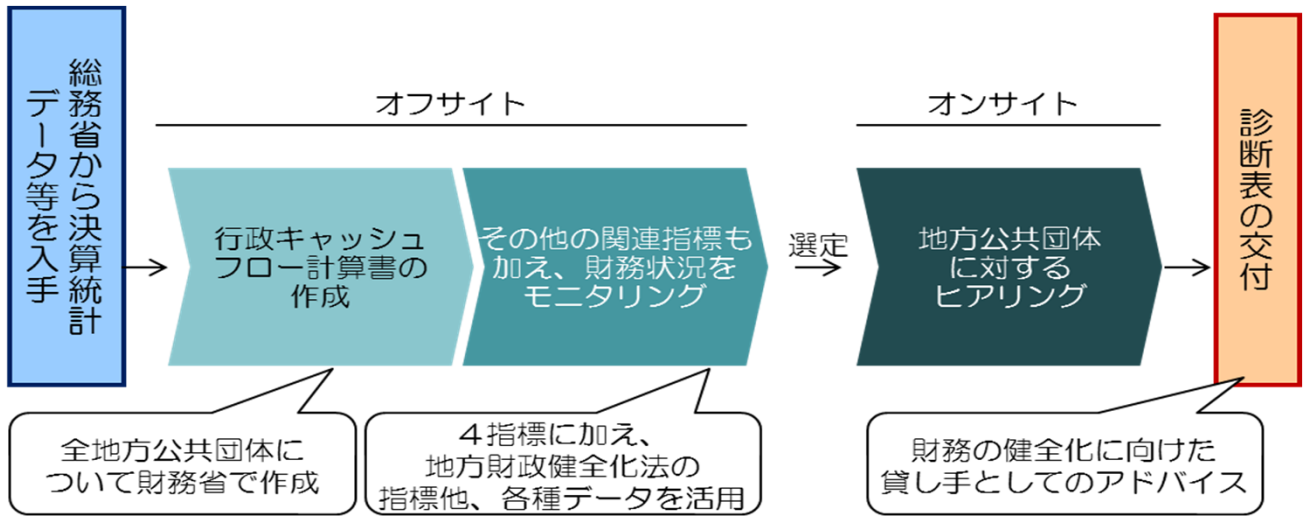 総務省から決算統計
データ等を入手
オフサイト
行政キャッシュ
フロー計算書の
作成
その他の関連指標も
加え、財務状況を
モニタリング
選定
オンサイト
地方公共団体
に対する
ヒアリング
診断表の交付
全地方公共団体に
ついて財務省で作成
４指標に加え、
地方財政健全化法の
指標他、各種データを活用
財務の健全化に向けた
貸し手としてのアドバイス